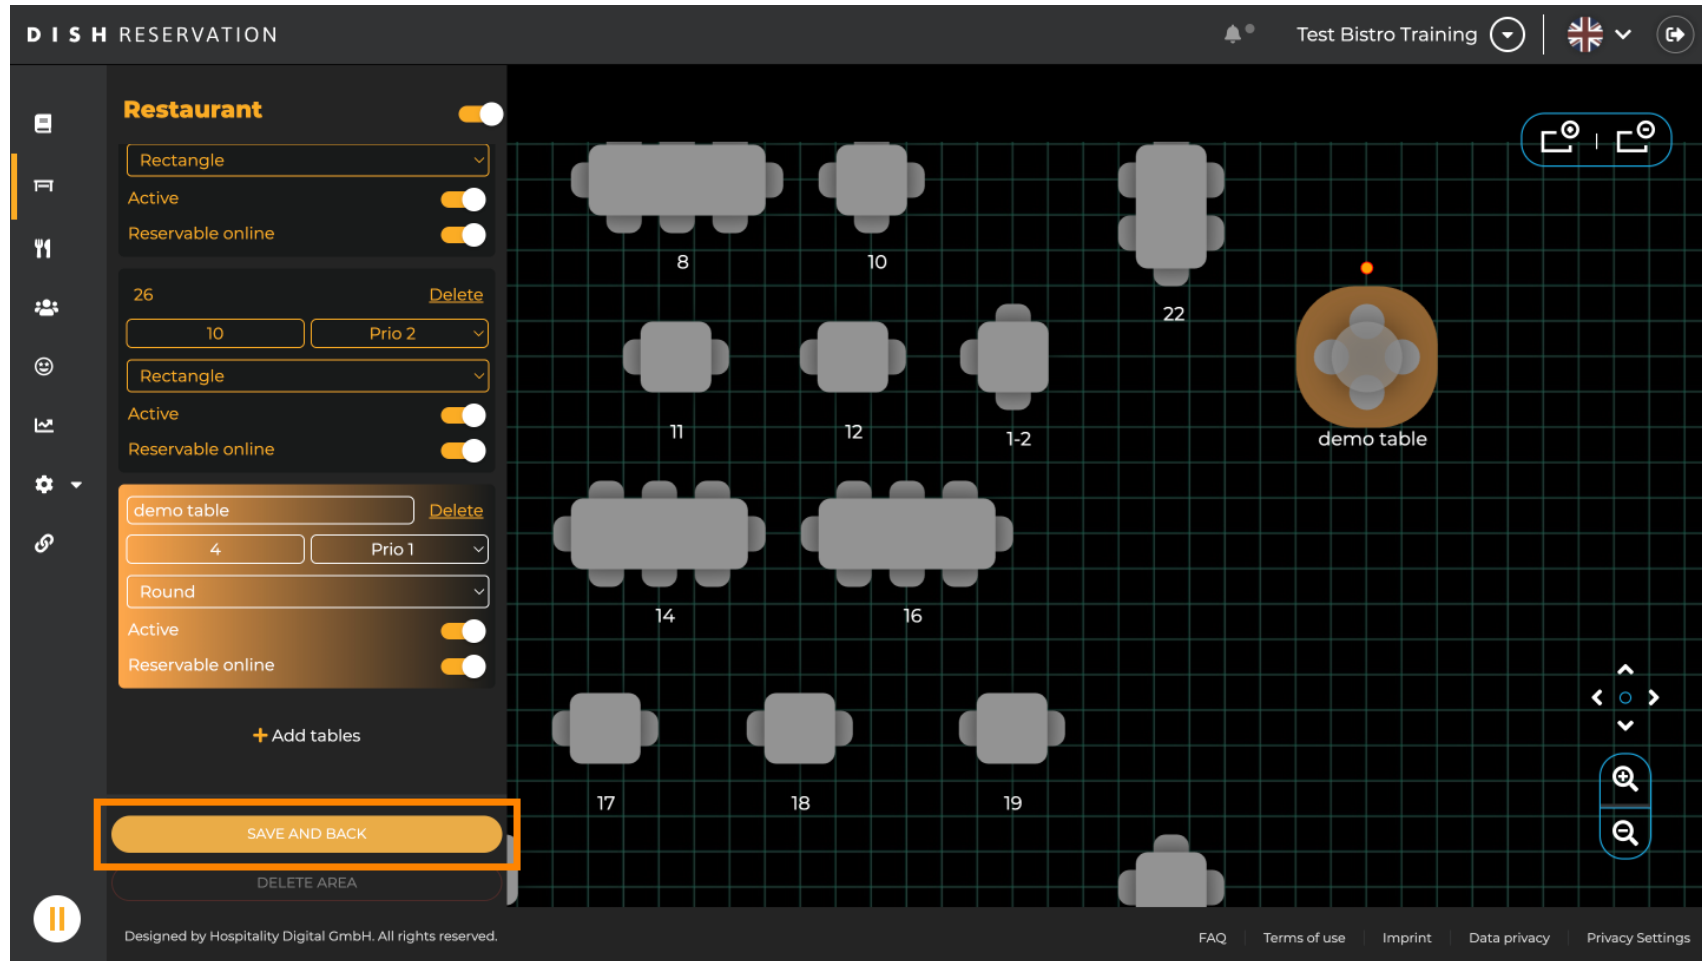 DISH RESERVATION
Test Bistro Training
Restaurant
Rectangle
Active
Reservable online
26 Delete
10 Prio 2
Rectangle
Active
Reservable online
demo table Delete
4 Prio 1
Round
Active
Reservable online
+ Add tables
SAVE AND BACK
DELETE AREA
8
10
22
11
12
1-2
demo table
14
16
17
18
19
Designed by Hospitality Digital GmbH. All rights reserved.
FAQ Terms of use Imprint Data privacy Privacy Settings